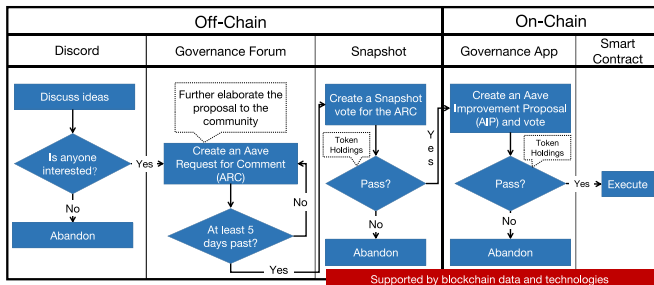 Off-Chain
On-Chain
Discord
Governance Forum
Snapshot
Governance App
Smart
Contract
Discuss ideas
Is anyone
interested?
Yes
No
Abandon
Further elaborate the
proposal to the
community
Create an Aave
Request for Comment
(ARC)
No
At least 5
days past?
Yes
Create a Snapshot
vote for the ARC
Token
Holdings
Pass?
Yes
No
Abandon
Create an Aave
Improvement Proposal
(AIP) and vote
Token
Holdings
Pass?
Yes
No
Abandon
Execute
Supported by blockchain data and technologies